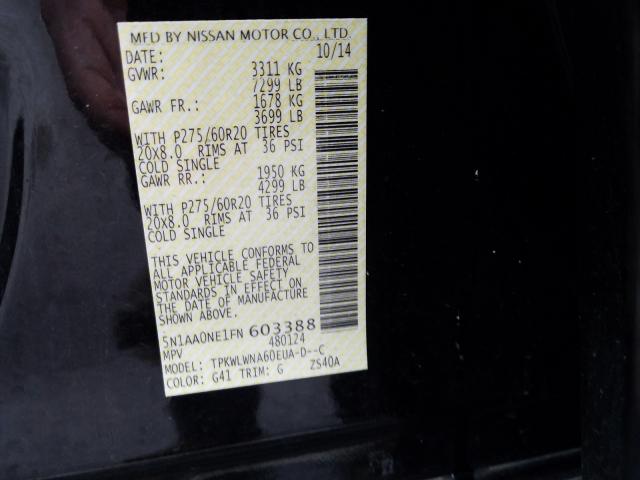 MFD BY NISSAN MOTOR CO., LTD.
DATE: 10/14
GVWR: 3311 KG
7299 LB
GAWR FR.: 1678 KG
3699 LB
WITH P275/60R20 TIRES
20X8.0 RIMS AT 36 PSI
COLD SINGLE
GAWR RR.: 1950 KG
4299 LB
WITH P275/60R20 TIRES
20X8.0 RIMS AT 36 PSI
COLD SINGLE
THIS VEHICLE CONFORMS TO
ALL APPLICABLE FEDERAL
MOTOR VEHICLE SAFETY
STANDARDS IN EFFECT ON
THE DATE OF MANUFACTURE
SHOWN ABOVE.
5N1AA0NE1FN 603388
MPV 480124
MODEL: TPKWLWNA60EUA-D--C
COLOR: G41 TRIM: G ZS40A